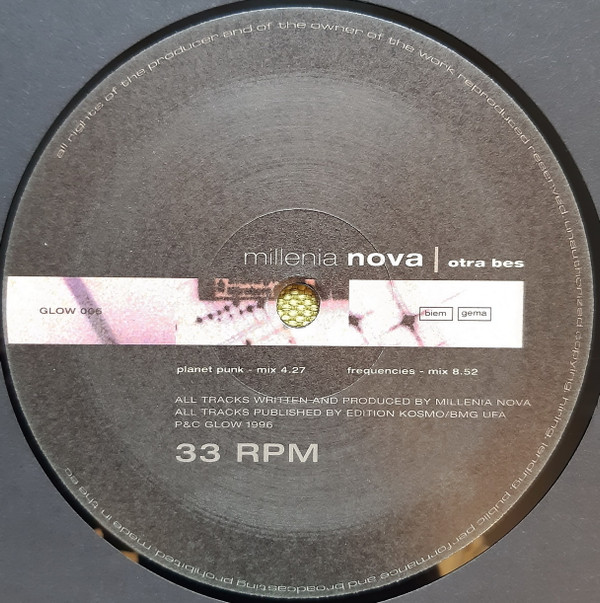 all rights of the producer and of the owner of the work reproduced reserved. unauthorized copying, hiring, lending, public performance and broadcasting prohibited. made in the ec
millenia nova | otra bes
GLOW 006
biem gema
planet punk - mix 4.27 frequencies - mix 8.52
ALL TRACKS WRITTEN AND PRODUCED BY MILLENIA NOVA
ALL TRACKS PUBLISHED BY EDITION KOSMO/BMG UFA
P&C GLOW 1996
33 RPM